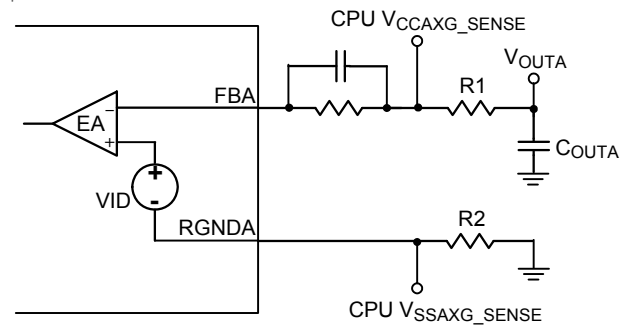 CPU VCCAXG_SENSE
VOUTA
FBA
R1
EA
−
+
COUTA
+
VID
-
RGNDA
R2
CPU VSSAXG_SENSE